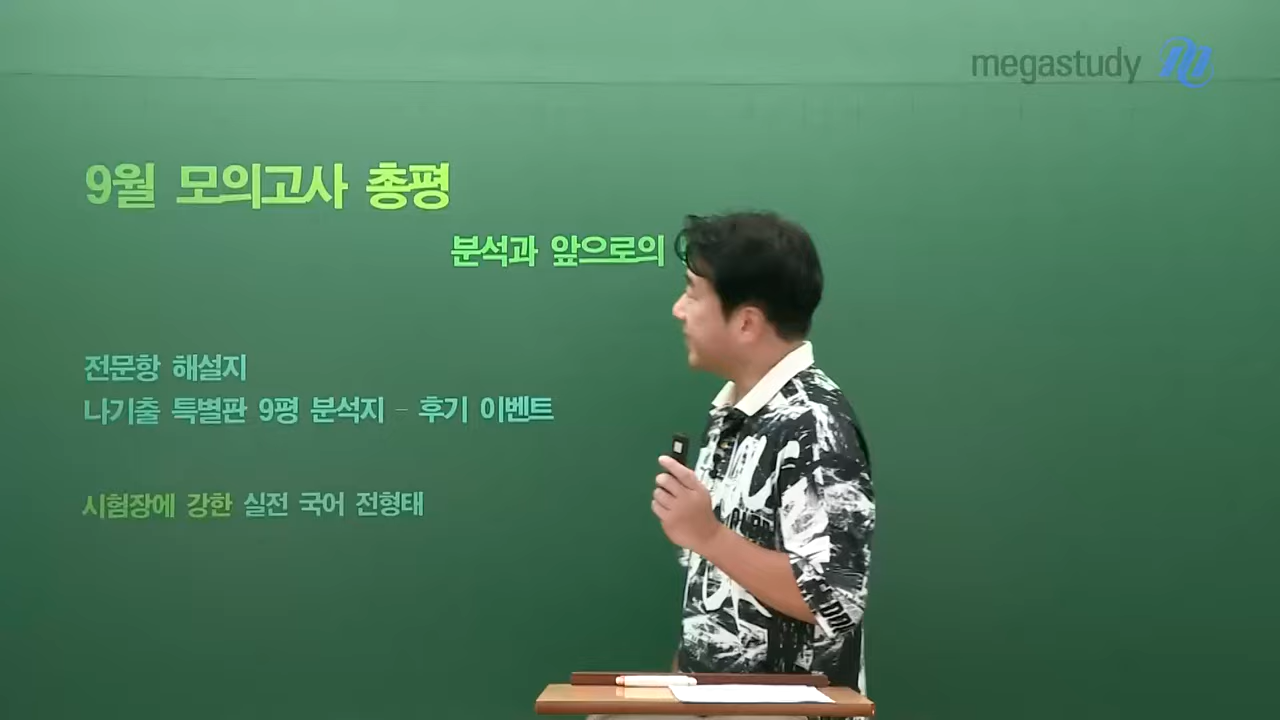 megastudy
9월 모의고사 총평
분석과 앞으로의
전문항 해설지
나기출 특별판 9평 분석지 - 후기 이벤트
시험장에 강한 실전 국어 전형태